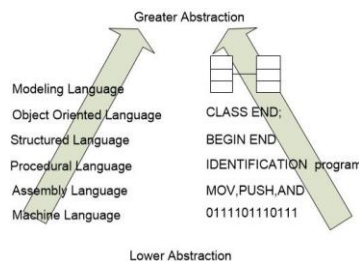 Greater Abstraction
Modeling Language
Object Oriented Language CLASS END;
Structured Language BEGIN END
Procedural Language IDENTIFICATION program
Assembly Language MOV,PUSH,AND
Machine Language 0111101110111
Lower Abstraction